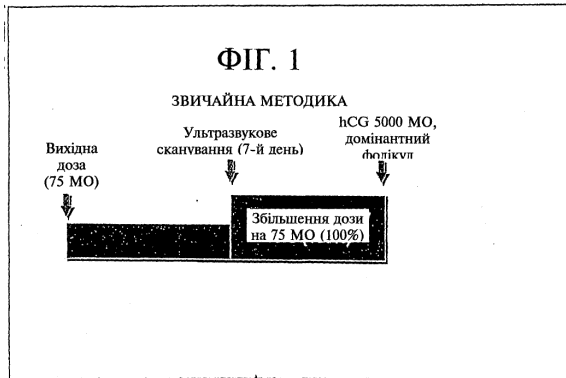 ФІГ. 1
ЗВИЧАЙНА МЕТОДИКА
Вихідна
доза
(75 МО)
Ультразвукове
сканування (7-й день)
hCG 5000 МО,
домінантний
фолікул
Збільшення дози
на 75 МО (100%)